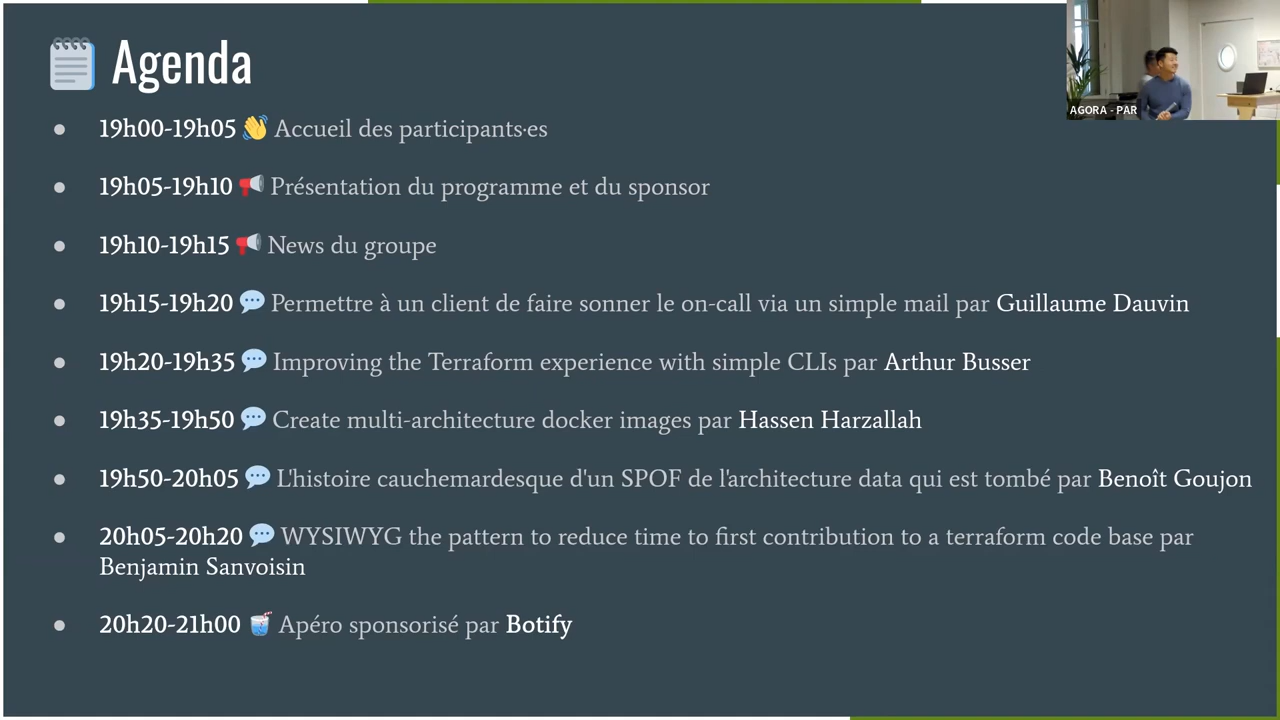 Agenda
AGORA - PAR
19h00-19h05 👋 Accueil des participants·es
19h05-19h10 📢 Présentation du programme et du sponsor
19h10-19h15 📢 News du groupe
19h15-19h20 💬 Permettre à un client de faire sonner le on-call via un simple mail par Guillaume Dauvin
19h20-19h35 💬 Improving the Terraform experience with simple CLIs par Arthur Busser
19h35-19h50 💬 Create multi-architecture docker images par Hassen Harzallah
19h50-20h05 💬 L'histoire cauchemardesque d'un SPOF de l'architecture data qui est tombé par Benoît Goujon
20h05-20h20 💬 WYSIWYG the pattern to reduce time to first contribution to a terraform code base par
Benjamin Sanvoisin
20h20-21h00 🥤 Apéro sponsorisé par Botify